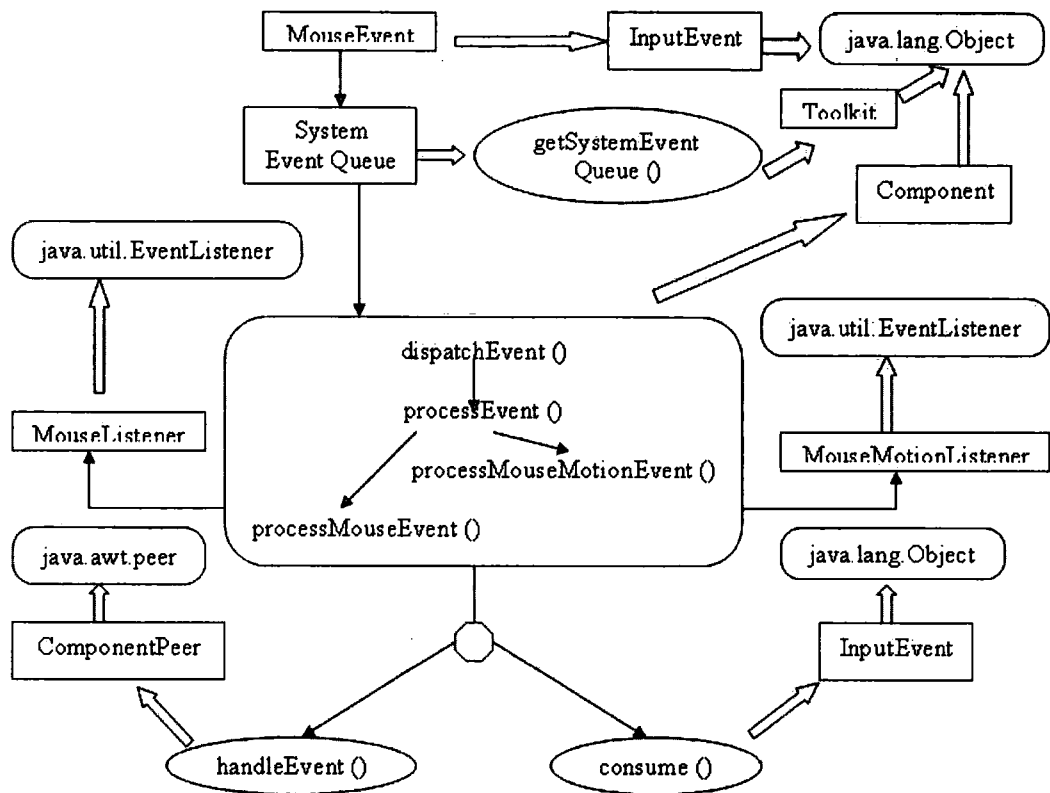 MouseEvent
InputEvent
java.lang.Object
System
Event Queue
getSystemEvent
Queue ()
Toolkit
Component
java.util.EventListener
java.util.EventListener
dispatchEvent ()
processEvent ()
processMouseMotionEvent ()
processMouseEvent ()
MouseListener
MouseMotionListener
java.awt.peer
java.lang.Object
ComponentPeer
InputEvent
handleEvent ()
consume ()